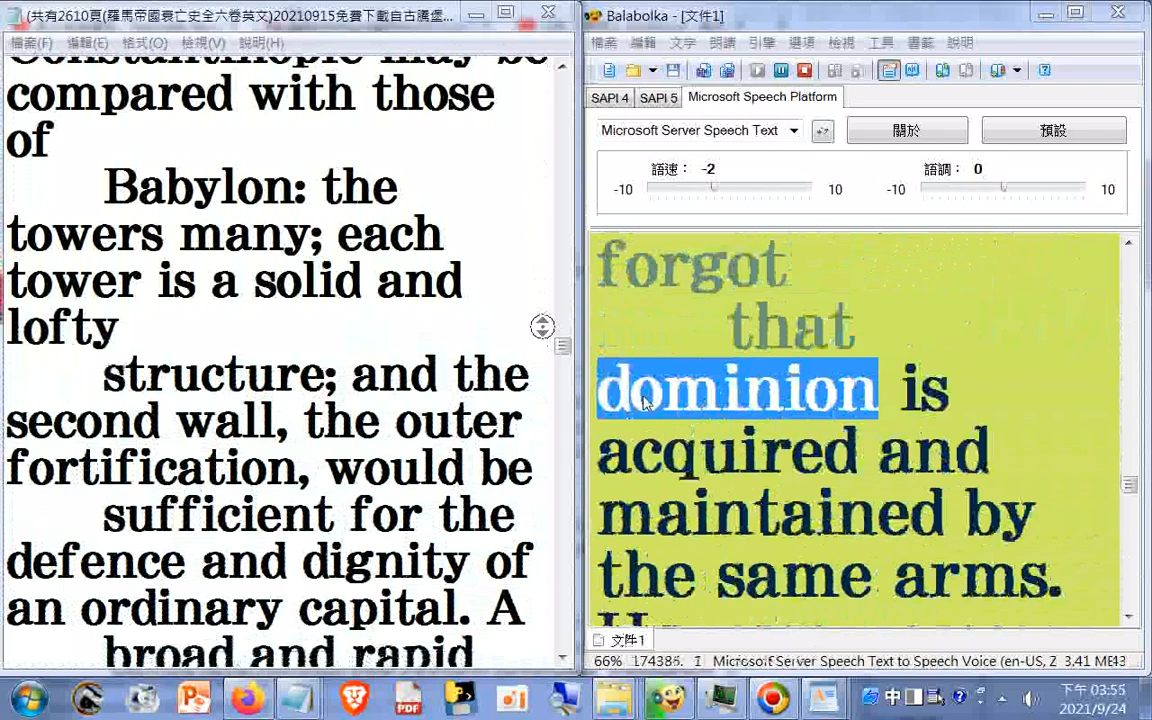 (共有2610頁(羅馬帝國衰亡史全六卷英文)20210915免費下載自古騰堡...
檔案(F) 編輯(E) 格式(O) 檢視(V) 說明(H)
Constantinople may be
compared with those
of
Babylon: the
towers many; each
tower is a solid and
lofty
structure; and the
second wall, the outer
fortification, would be
sufficient for the
defence and dignity of
an ordinary capital. A
broad and rapid
Balabolka - [文件1]
檔案 編輯 文字 朗讀 引擎 選項 檢視 工具 書籤 說明
SAPI 4 SAPI 5 Microsoft Speech Platform
Microsoft Server Speech Text 關於 預設
語速： -2 語調： 0
-10 10 -10 10
forgot
that
dominion is
acquired and
maintained by
the same arms.
文件1
66% 174386. Microsoft Server Speech Text to Speech Voice (en-US, Z 3,41 ME43
中
下午 03:55
2021/9/24